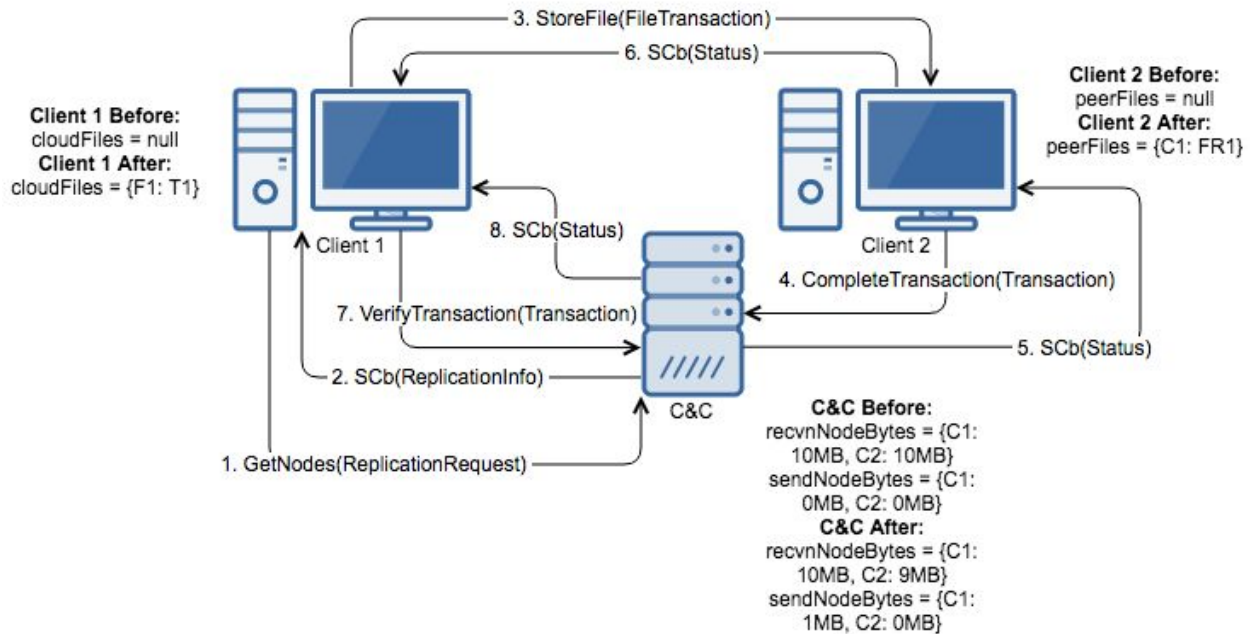 3. StoreFile(FileTransaction)
6. SCb(Status)
Client 1 Before:
cloudFiles = null
Client 1 After:
cloudFiles = {F1: T1}
Client 2 Before:
peerFiles = null
Client 2 After:
peerFiles = {C1: FR1}
Client 1
8. SCb(Status)
Client 2
4. CompleteTransaction(Transaction)
7. VerifyTransaction(Transaction)
5. SCb(Status)
2. SCb(ReplicationInfo)
C&C
1. GetNodes(ReplicationRequest)
C&C Before:
recvnNodeBytes = {C1:
10MB, C2: 10MB}
sendNodeBytes = {C1:
0MB, C2: 0MB}
C&C After:
recvnNodeBytes = {C1:
10MB, C2: 9MB}
sendNodeBytes = {C1:
1MB, C2: 0MB}